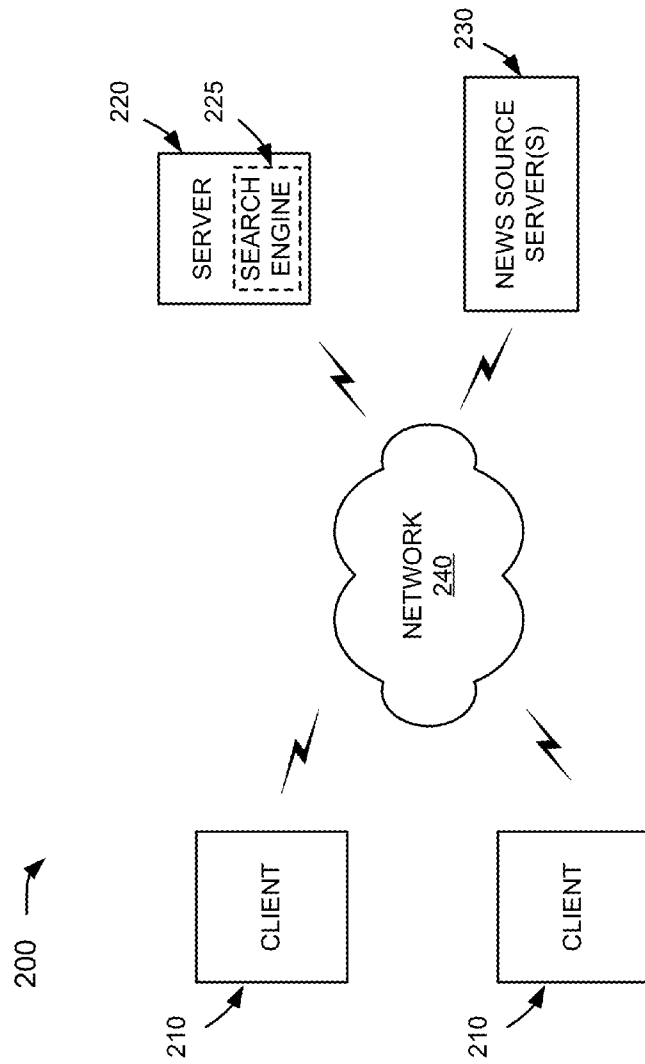 200
210
CLIENT
210
CLIENT
NETWORK
240
220
SERVER
225
SEARCH
ENGINE
230
NEWS SOURCE
SERVER(S)